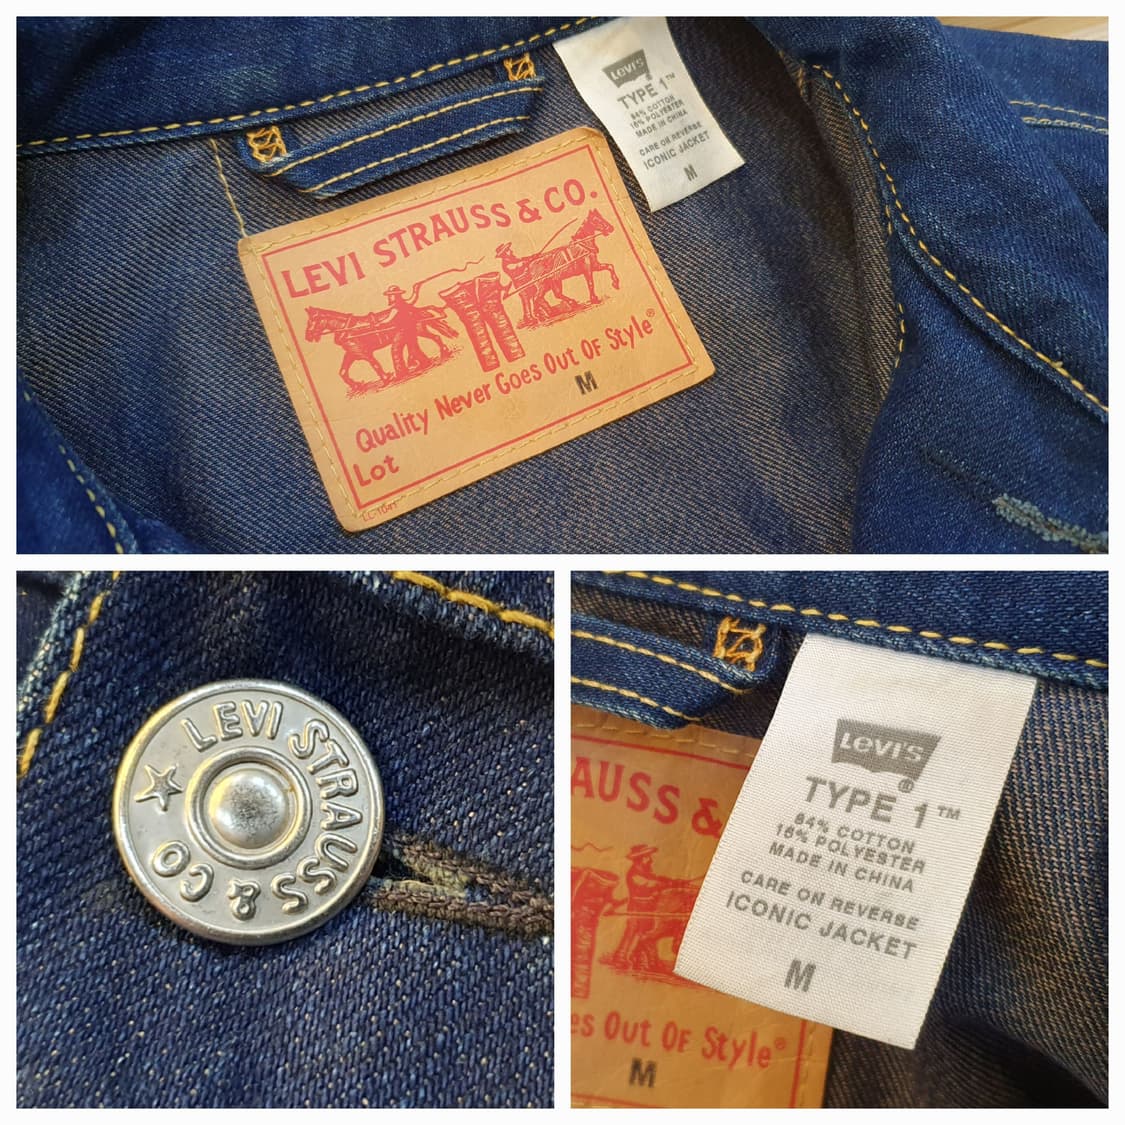 Levi's®
TYPE 1™
84% COTTON
16% POLYESTER
MADE IN CHINA
CARE ON REVERSE
ICONIC JACKET
M
LEVI STRAUSS & CO.
Quality Never Goes Out Of Style®
M
Lot
LEVI STRAUSS & CO
AUSS &
es Out Of Style®
M
Levi's®
TYPE 1™
84% COTTON
16% POLYESTER
MADE IN CHINA
CARE ON REVERSE
ICONIC JACKET
M